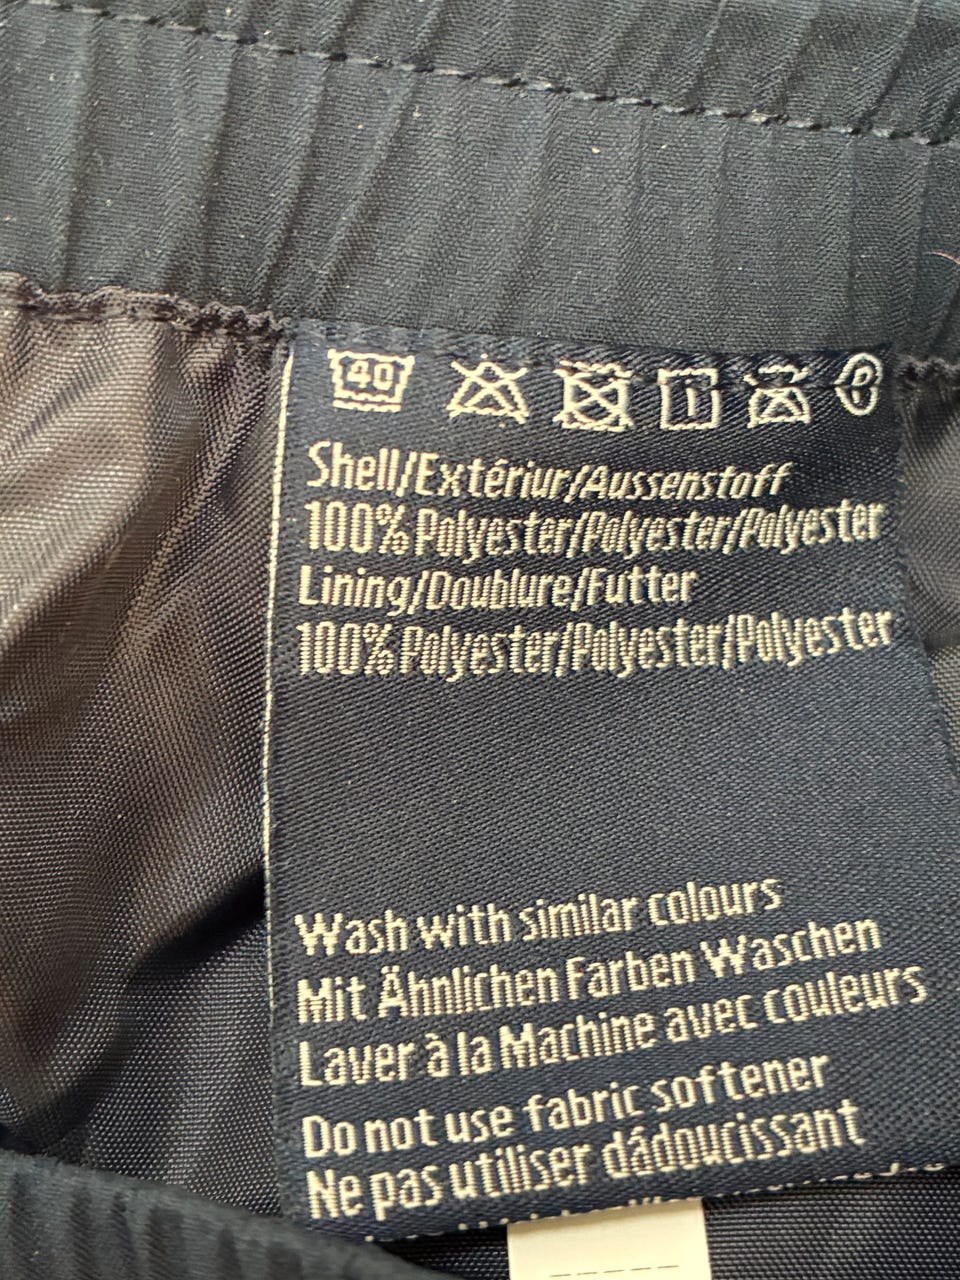 40
P
Shell/Extériur/Aussenstoff
100% Polyester/Polyester/Polyester
Lining/Doublure/Futter
100% Polyester/Polyester/Polyester
Wash with similar colours
Mit Ähnlichen Farben Waschen
Laver à la Machine avec couleurs
Do not use fabric softener
Ne pas utiliser dádoucissant